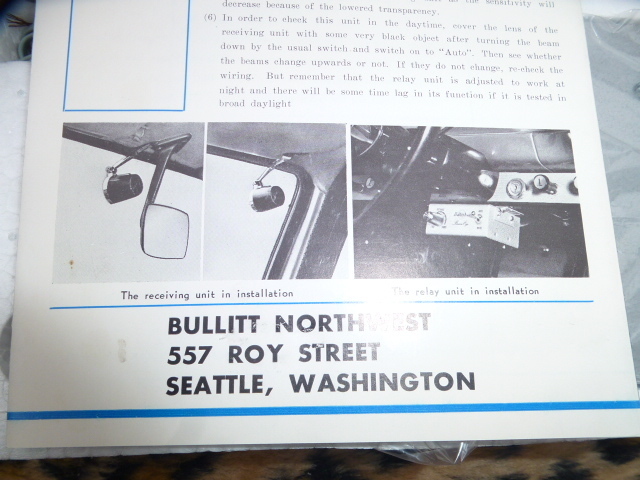 decrease because of the lowered transparency.
(6) In order to check this unit in the daytime, cover the lens of the
receiving unit with some very black object after turning the beam
down by the usual switch and switch on to "Auto". Then see whether
the beams change upwards or not. If they do not change, re-check the
wiring. But remember that the relay unit is adjusted to work at
night and there will be some time lag in its function if it is tested in
broad daylight
The receiving unit in installation
The relay unit in installation
BULLITT NORTHWEST
557 ROY STREET
SEATTLE, WASHINGTON